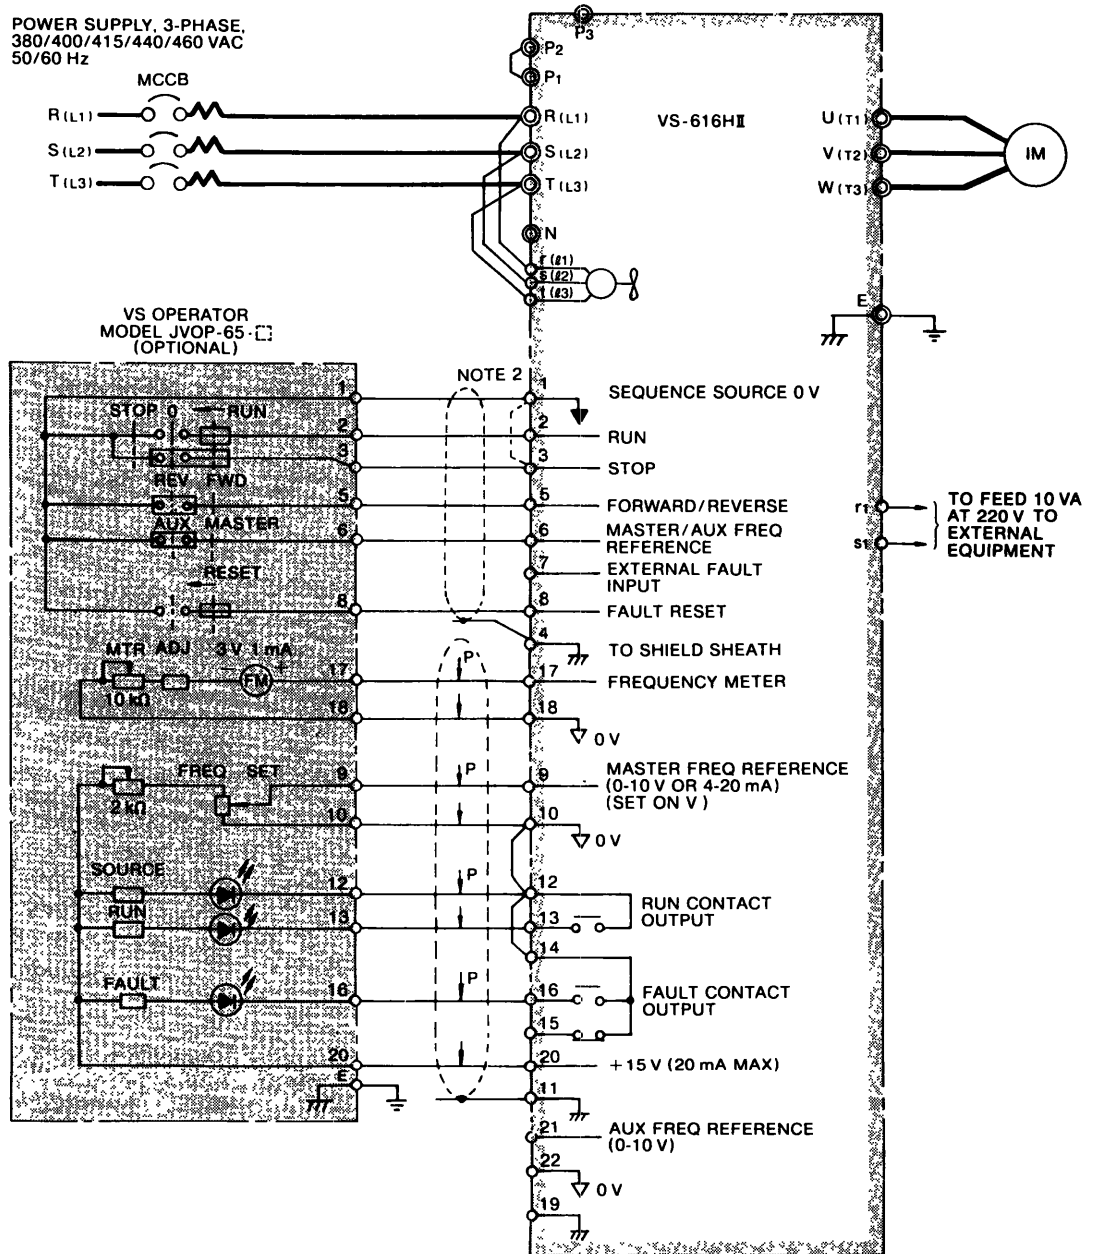 POWER SUPPLY, 3-PHASE,
380/400/415/440/460 VAC
50/60 Hz
MCCB
R (L1)
S (L2)
T (L3)
P3
P2
P1
R (L1)
S (L2)
T (L3)
N
r (ℓ1)
s (ℓ2)
t (ℓ3)
VS-616HⅡ
U (T1)
V (T2)
W (T3)
IM
E
VS OPERATOR
MODEL JVOP-65·
(OPTIONAL)
NOTE 2
1
1
SEQUENCE SOURCE 0 V
STOP 0 RUN
2
2
RUN
3
3
STOP
REV FWD
5
5
FORWARD/REVERSE
AUX MASTER
6
6
MASTER/AUX FREQ
REFERENCE
7
EXTERNAL FAULT
INPUT
RESET
8
8
FAULT RESET
4
TO SHIELD SHEATH
r1
s1
TO FEED 10 VA
AT 220 V TO
EXTERNAL
EQUIPMENT
MTR ADJ 3 V 1 mA
− +
FM
10 kΩ
17
P
17
FREQUENCY METER
18
18
0 V
FREQ SET
2 kΩ
9
P
9
MASTER FREQ REFERENCE
(0-10 V OR 4-20 mA)
(SET ON V )
10
10
0 V
SOURCE
12
P
12
RUN CONTACT
OUTPUT
RUN
13
13
14
FAULT
16
P
16
FAULT CONTACT
OUTPUT
15
20
20
+15 V (20 mA MAX)
E
11
21
AUX FREQ REFERENCE
(0-10 V)
22
0 V
19